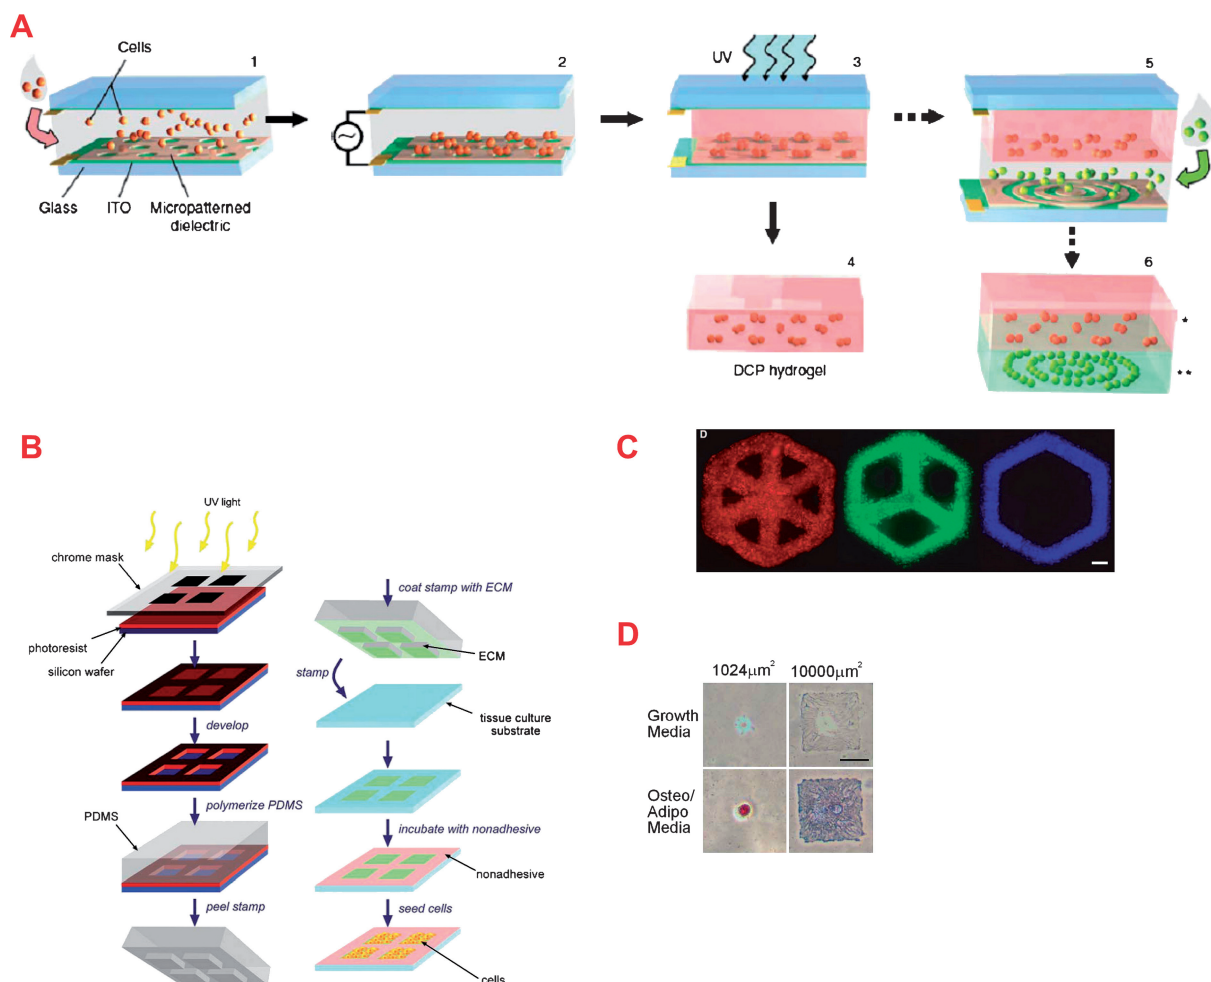 A
Cells
1
2
UV
3
5
Glass
ITO
Micropatterned
dielectric
4
DCP hydrogel
6
*
**
B
UV light
chrome mask
photoresist
silicon wafer
develop
polymerize PDMS
PDMS
peel stamp
coat stamp with ECM
ECM
stamp
tissue culture
substrate
incubate with nonadhesive
nonadhesive
seed cells
cells
C
D
D
1024μm²
10000μm²
Growth
Media
Osteo/
Adipo
Media